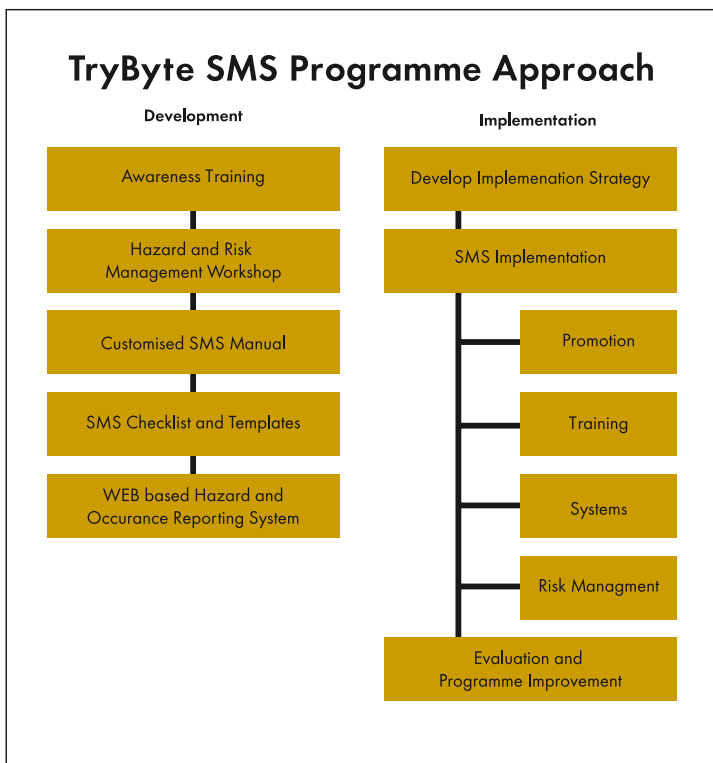 TryByte SMS Programme Approach
Development
Awareness Training
Hazard and Risk
Management Workshop
Customised SMS Manual
SMS Checklist and Templates
WEB based Hazard and
Occurance Reporting System
Implementation
Develop Implemenation Strategy
SMS Implementation
Promotion
Training
Systems
Risk Managment
Evaluation and
Programme Improvement